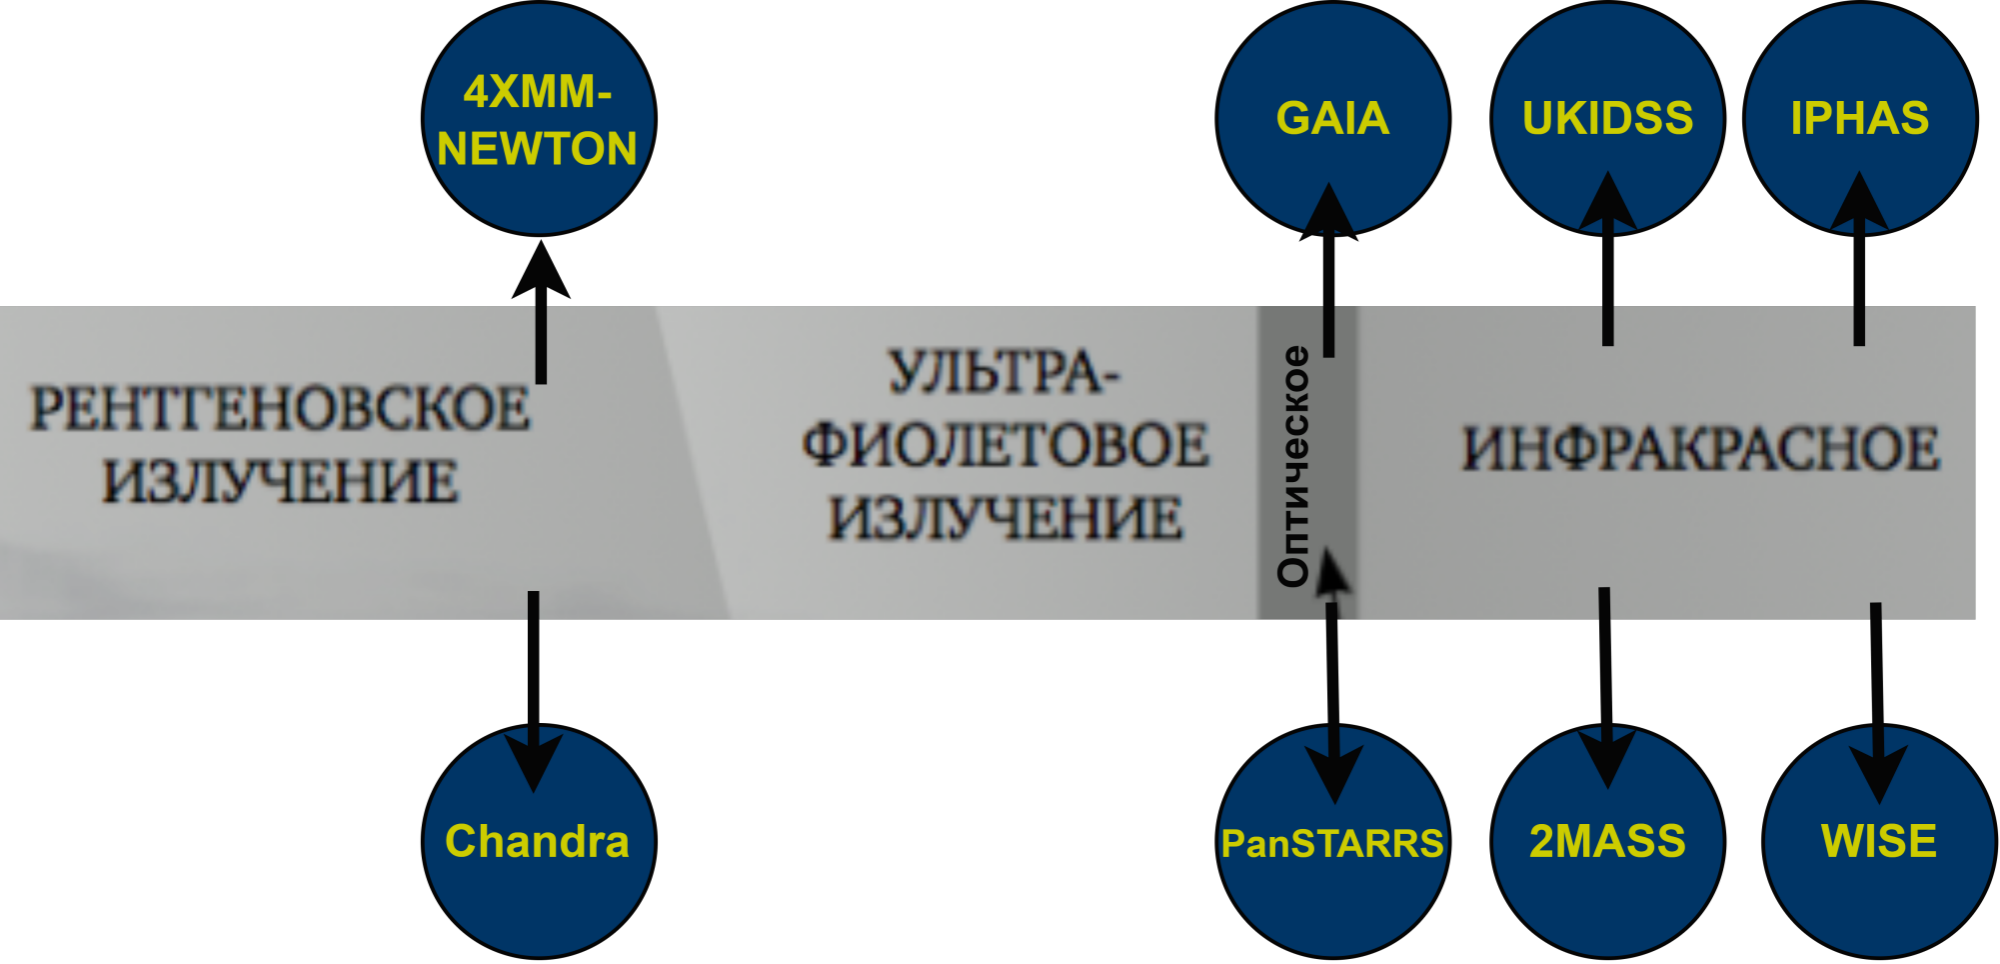 4XMM-
NEWTON
GAIA
UKIDSS
IPHAS
РЕНТГЕНОВСКОЕ
ИЗЛУЧЕНИЕ
УЛЬТРА-
ФИОЛЕТОВОЕ
ИЗЛУЧЕНИЕ
Оптическое
ИНФРАКРАСНОЕ
Chandra
PanSTARRS
2MASS
WISE